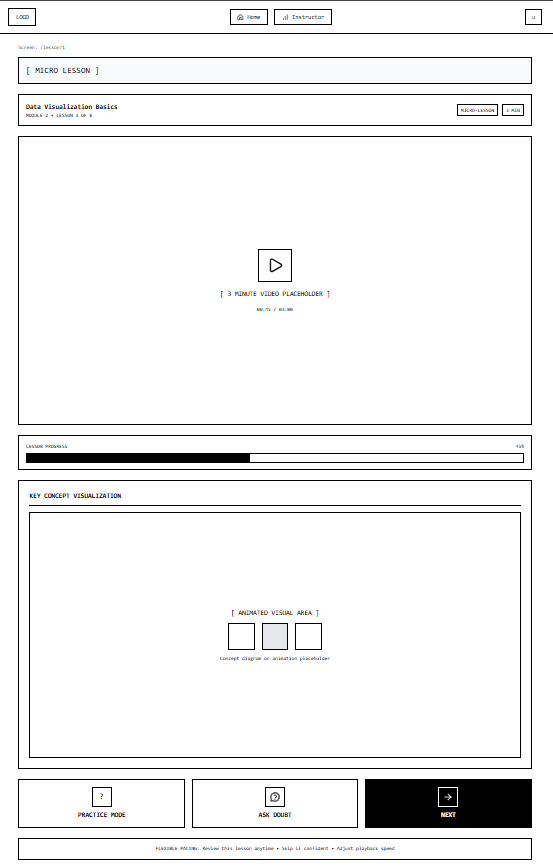 LOGO
Home
Instructor
U
Screen: /lesson/1
[ MICRO LESSON ]
Data Visualization Basics
MODULE 2 • LESSON 3 OF 8
MICRO-LESSON
3 MIN
[ 3 MINUTE VIDEO PLACEHOLDER ]
00:45 / 03:00
LESSON PROGRESS
45%
KEY CONCEPT VISUALIZATION
[ ANIMATED VISUAL AREA ]
Concept diagram or animation placeholder
?
PRACTICE MODE
ASK DOUBT
NEXT
FLEXIBLE PACING: Review this lesson anytime • Skip if confident • Adjust playback speed